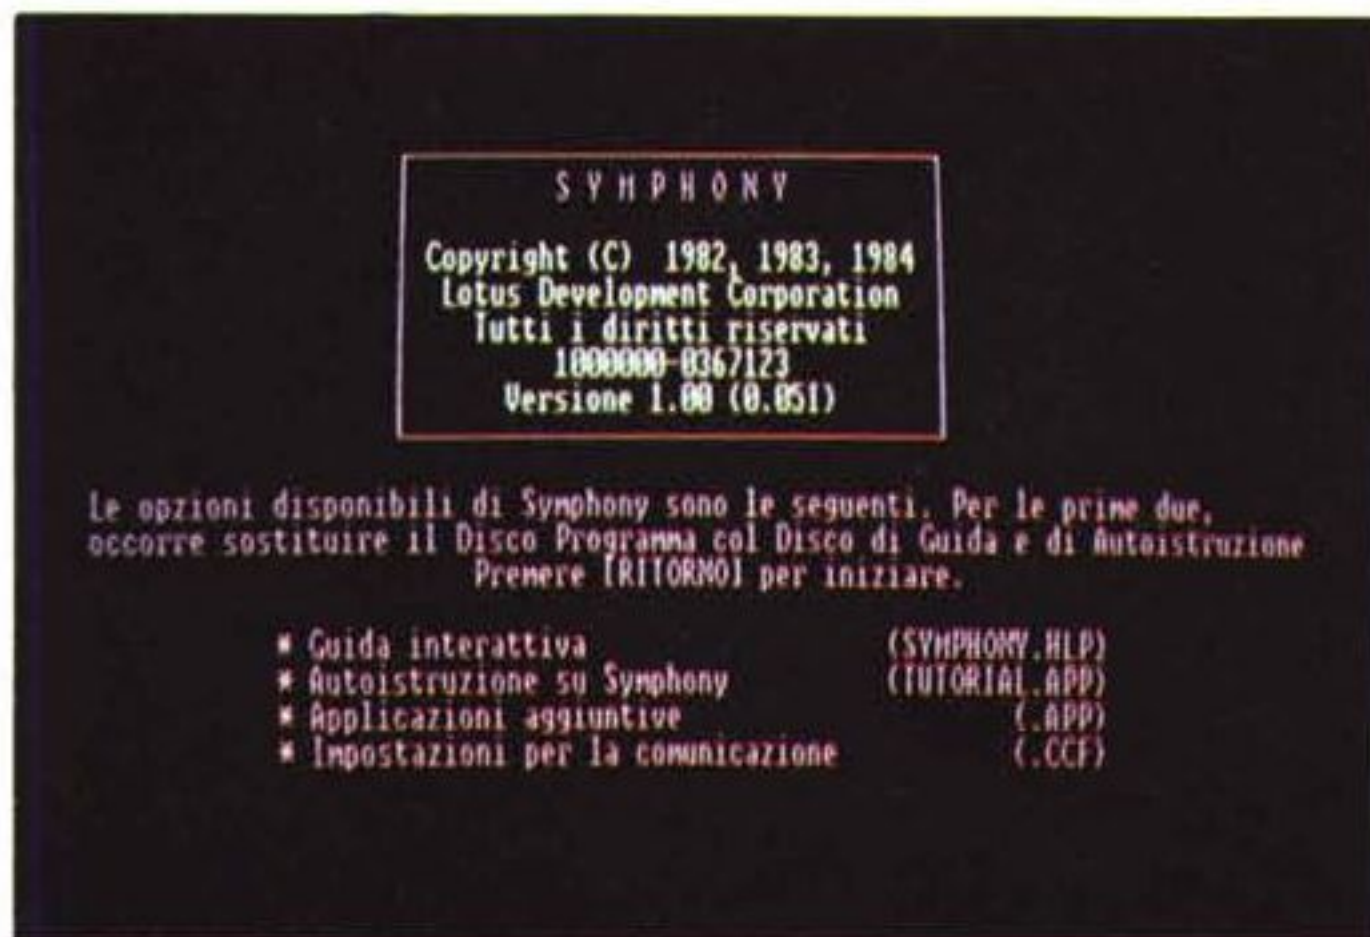 SYMPHONY
Copyright (C) 1982, 1983, 1984
Lotus Development Corporation
Tutti i diritti riservati
1000000-0367123
Versione 1.00 (0.05I)
Le opzioni disponibili di Symphony sono le seguenti. Per le prime due,
occorre sostituire il Disco Programma col Disco di Guida e di Autoistruzione
Premere [RITORNO] per iniziare.
* Guida interattiva (SYMPHONY.HLP)
* Autoistruzione su Symphony (TUTORIAL.APP)
* Applicazioni aggiuntive (.APP)
* Impostazioni per la comunicazione (.CCF)